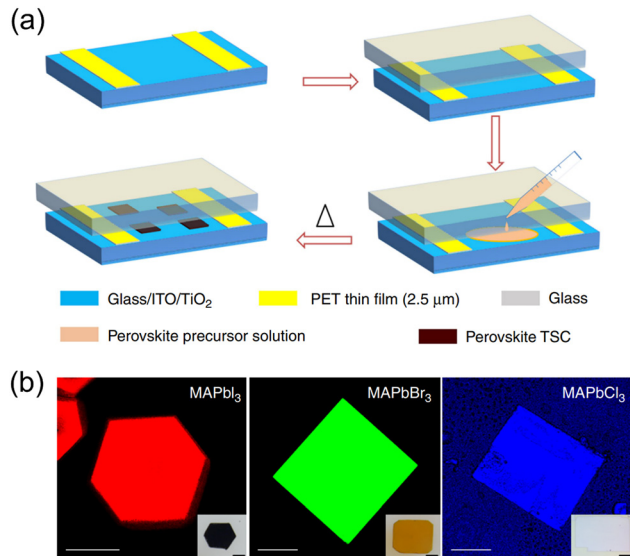 (a)
Δ
Glass/ITO/TiO₂
PET thin film (2.5 μm)
Glass
Perovskite precursor solution
Perovskite TSC
(b)
MAPbI₃
MAPbBr₃
MAPbCl₃